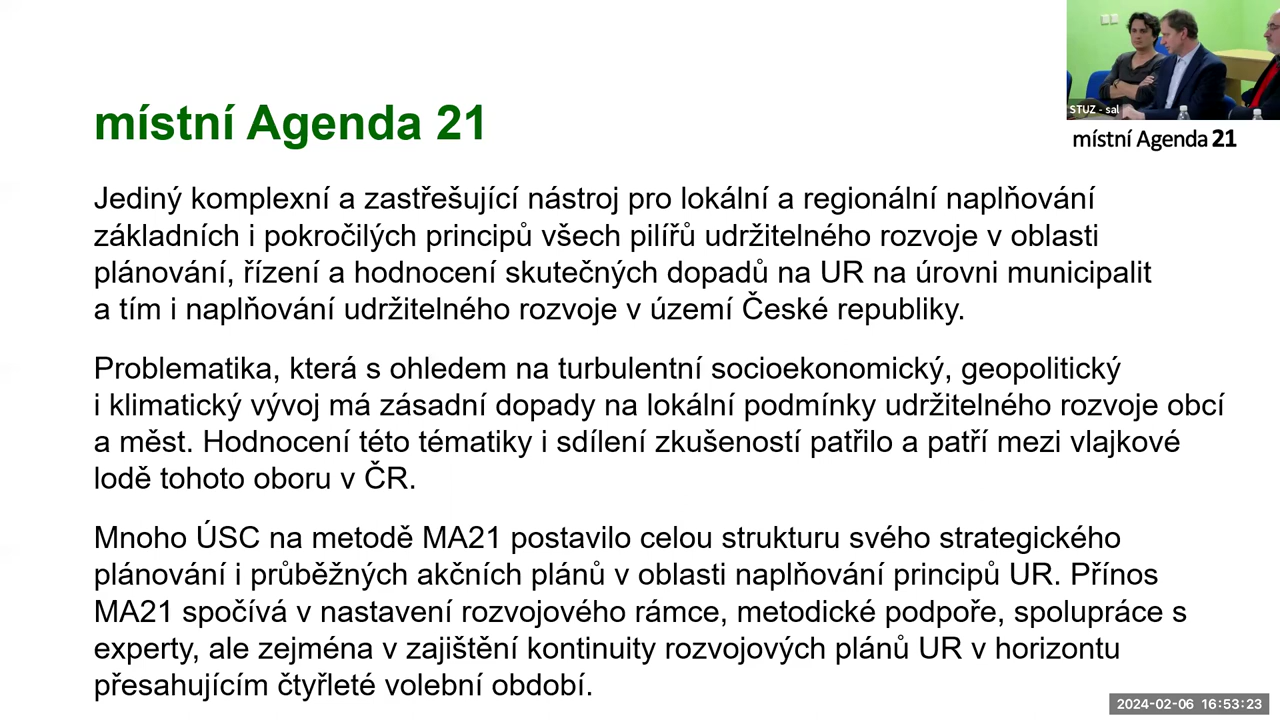 STUZ - sal
místní Agenda 21
místní Agenda 21
Jediný komplexní a zastřešující nástroj pro lokální a regionální naplňování
základních i pokročilých principů všech pilířů udržitelného rozvoje v oblasti
plánování, řízení a hodnocení skutečných dopadů na UR na úrovni municipalit
a tím i naplňování udržitelného rozvoje v území České republiky.
Problematika, která s ohledem na turbulentní socioekonomický, geopolitický
i klimatický vývoj má zásadní dopady na lokální podmínky udržitelného rozvoje obcí
a měst. Hodnocení této tématiky i sdílení zkušeností patřilo a patří mezi vlajkové
lodě tohoto oboru v ČR.
Mnoho ÚSC na metodě MA21 postavilo celou strukturu svého strategického
plánování i průběžných akčních plánů v oblasti naplňování principů UR. Přínos
MA21 spočívá v nastavení rozvojového rámce, metodické podpoře, spolupráce s
experty, ale zejména v zajištění kontinuity rozvojových plánů UR v horizontu
přesahujícím čtyřleté volební období.
2024-02-06 16:53:23